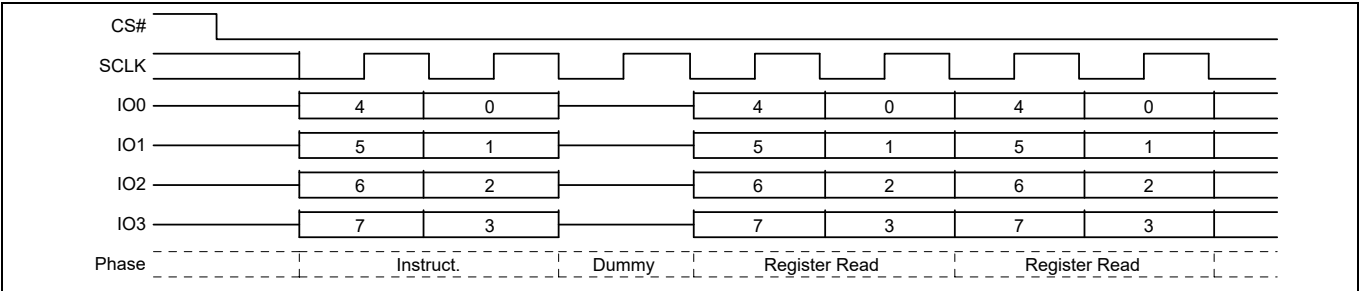 CS#
SCLK
IO0 4 0 4 0 4 0
IO1 5 1 5 1 5 1
IO2 6 2 6 2 6 2
IO3 7 3 7 3 7 3
Phase Instruct. Dummy Register Read Register Read